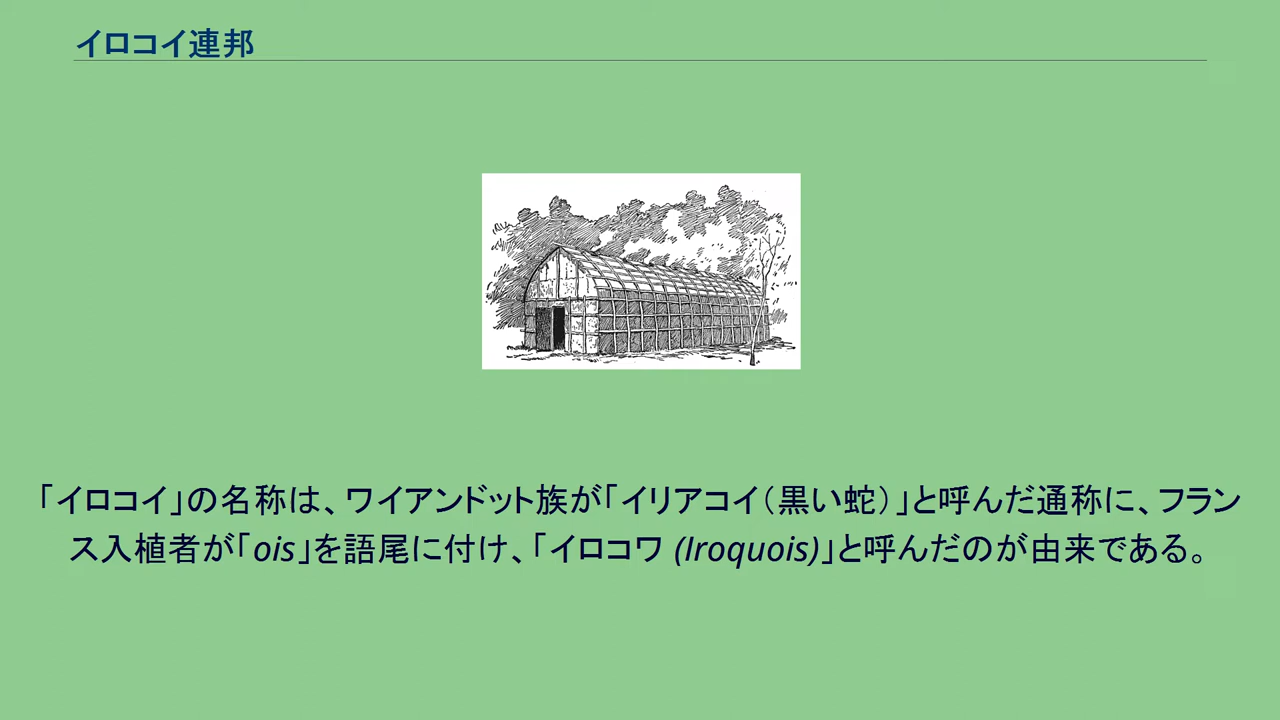 イロコイ連邦
「イロコイ」の名称は、ワイアンドット族が「イリアコイ（黒い蛇）」と呼んだ通称に、フラン
ス入植者が「ois」を語尾に付け、「イロコワ (Iroquois)」と呼んだのが由来である。